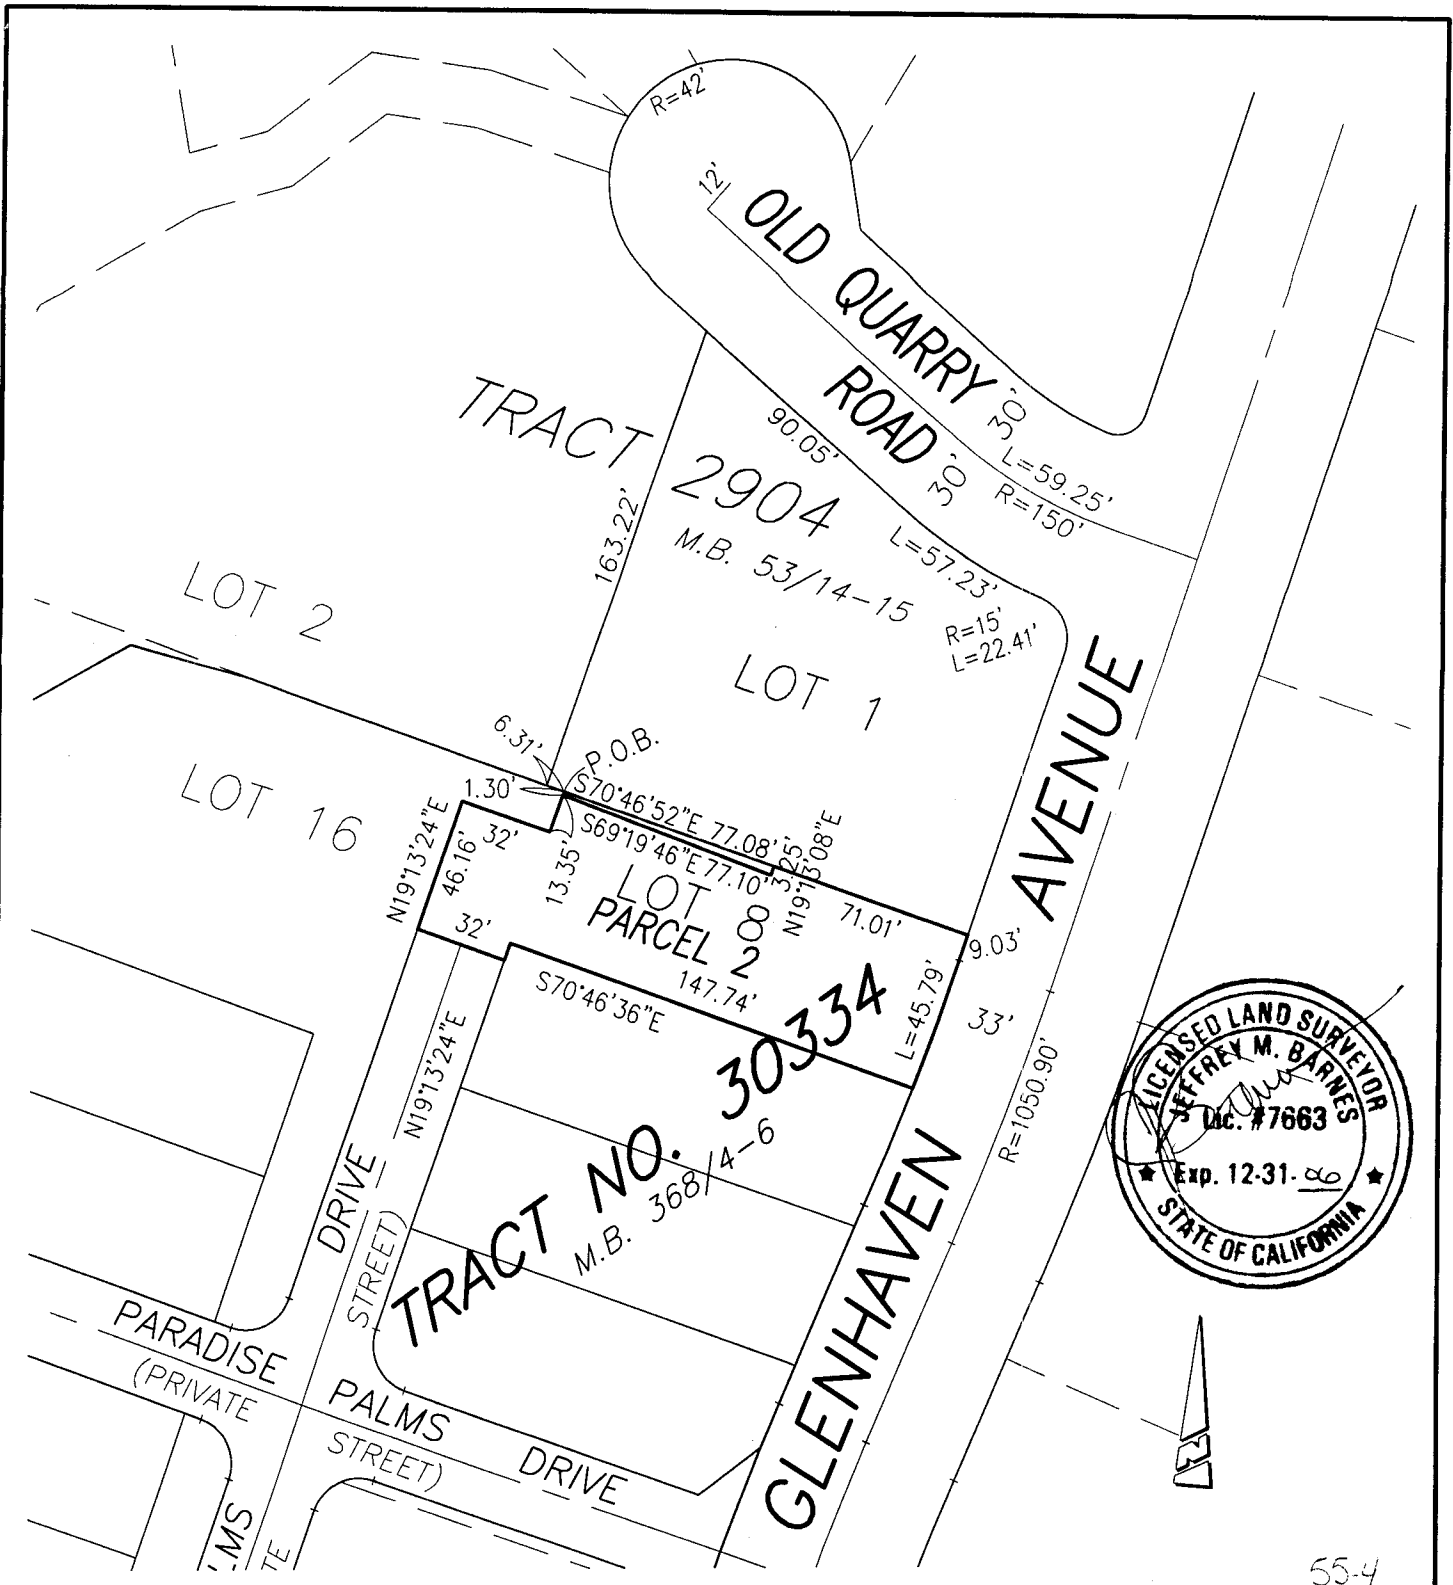 R=42'
12'
OLD QUARRY
ROAD
30'
30'
L=59.25'
R=150'
90.05'
TRACT 2904
M.B. 53/14-15
L=57.23'
R=15'
L=22.41'
163.22'
LOT 2
LOT 1
AVENUE
6.31'
P.O.B.
1.30'
S70°46'52"E 77.08'
S69°19'46"E 77.10'
3.25'
N19°13'08"E
LOT 16
N19°13'24"E
46.16'
32'
13.35'
LOT 8
PARCEL 2
71.01'
9.03'
32'
S70°46'36"E
147.74'
L=45.79'
33'
R=1050.90'
N19°13'24"E
TRACT NO. 30334
M.B. 368/4-6
GLENHAVEN
DRIVE
STREET)
PARADISE PALMS DRIVE
(PRIVATE STREET)
LMS
TE
LICENSED LAND SURVEYOR
JEFFREY M. BARNES
Lic. #7663
Exp. 12-31-06
STATE OF CALIFORNIA
N
55-4